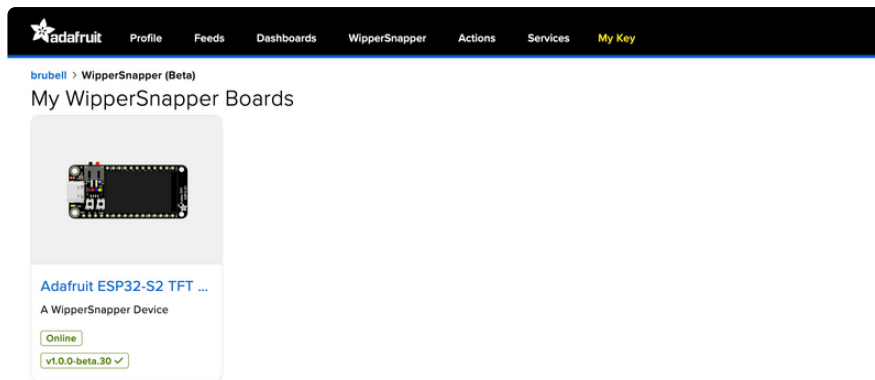 adafruit Profile Feeds Dashboards WipperSnapper Actions Services My Key
brubell > WipperSnapper (Beta)
My WipperSnapper Boards
Adafruit ESP32-S2 TFT ...
A WipperSnapper Device
Online
v1.0.0-beta.30 ✓